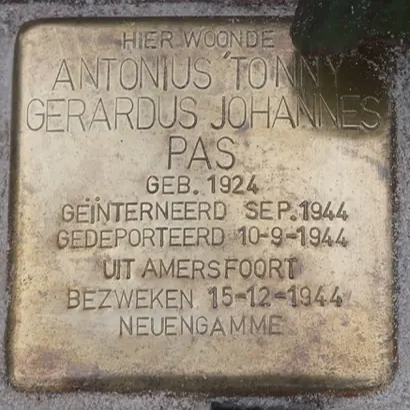 HIER WOONDE
ANTONIUS 'TONNY'
GERARDUS JOHANNES
PAS
GEB. 1924
GEÏNTERNEERD SEP. 1944
GEDEPORTEERD 10-9-1944
UIT AMERSFOORT
BEZWEKEN 15-12-1944
NEUENGAMME